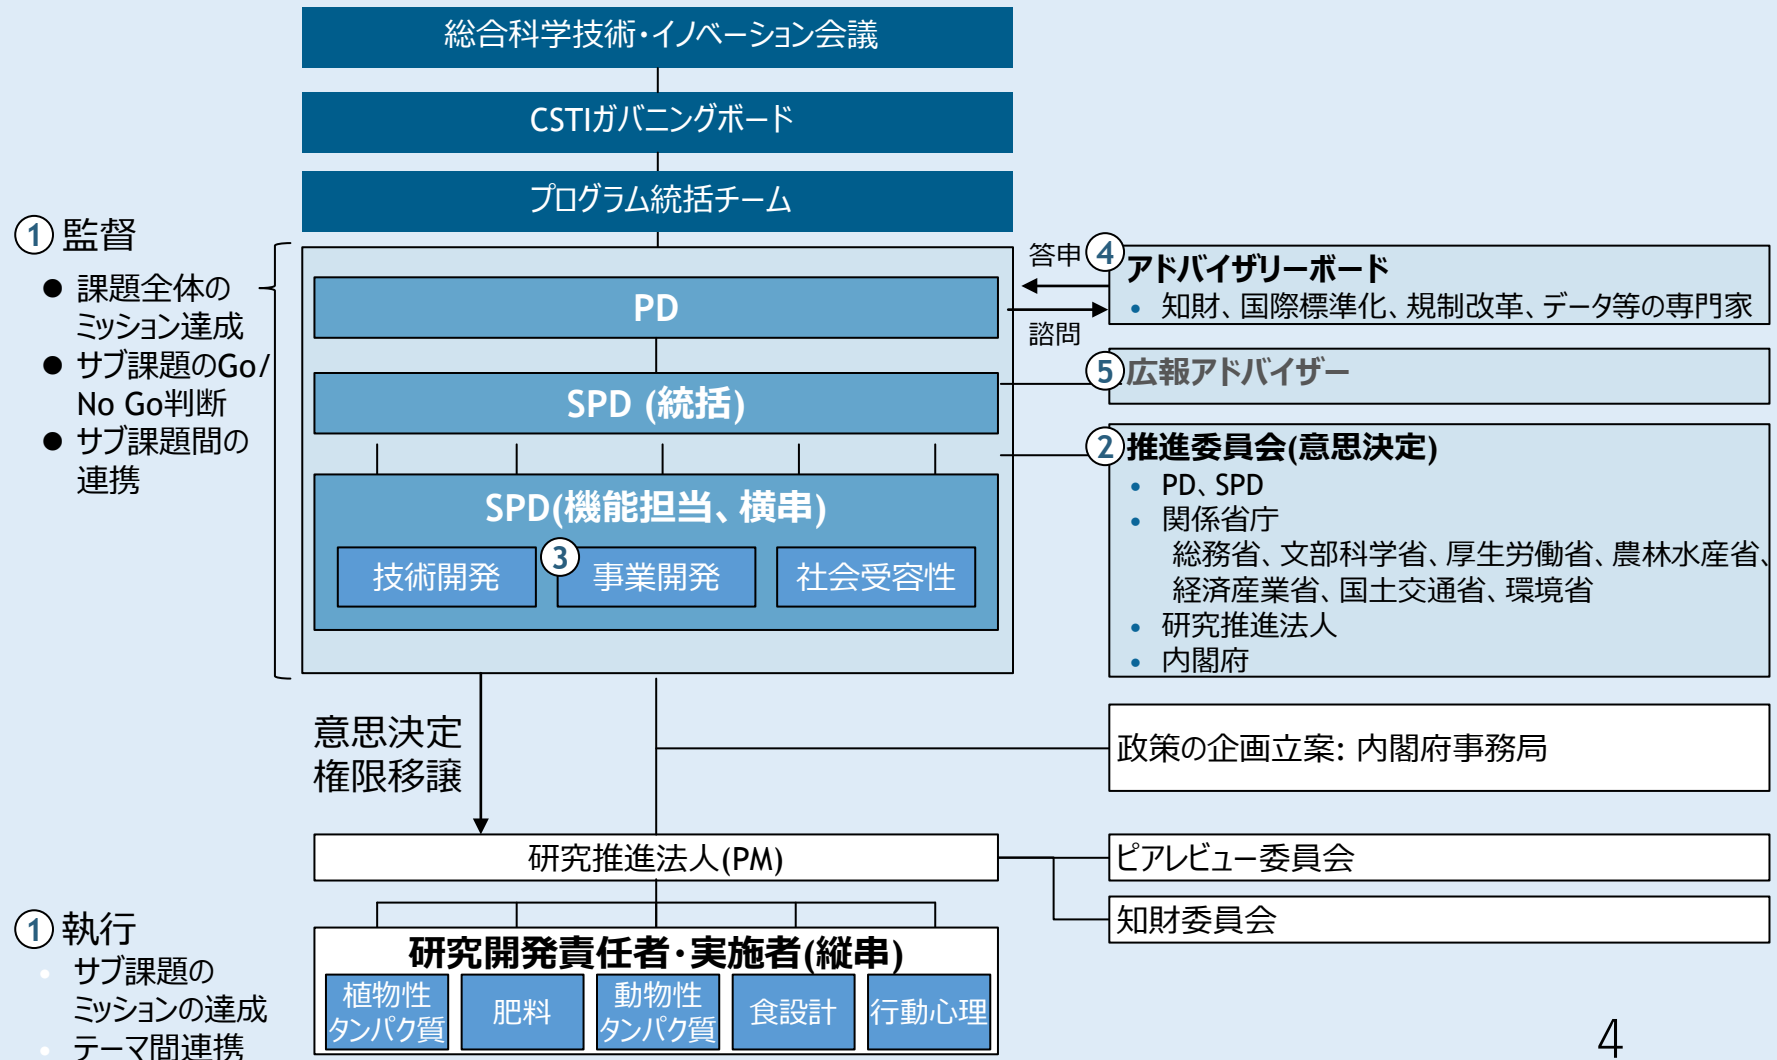 総合科学技術・イノベーション会議
CSTIガバニングボード
プログラム統括チーム
① 監督
● 課題全体の
ミッション達成
● サブ課題のGo/
No Go判断
● サブ課題間の
連携
PD
SPD (統括)
SPD(機能担当、横串)
技術開発
③
事業開発
社会受容性
答申
諮問
④
アドバイザリーボード
• 知財、国際標準化、規制改革、データ等の専門家
⑤ 広報アドバイザー
② 推進委員会(意思決定)
• PD、SPD
• 関係省庁
総務省、文部科学省、厚生労働省、農林水産省、
経済産業省、国土交通省、環境省
• 研究推進法人
• 内閣府
意思決定
権限移譲
政策の企画立案: 内閣府事務局
研究推進法人(PM)
ピアレビュー委員会
知財委員会
① 執行
• サブ課題の
ミッションの達成
• テーマ間連携
研究開発責任者・実施者(縦串)
植物性
タンパク質
肥料
動物性
タンパク質
食設計
行動心理
4